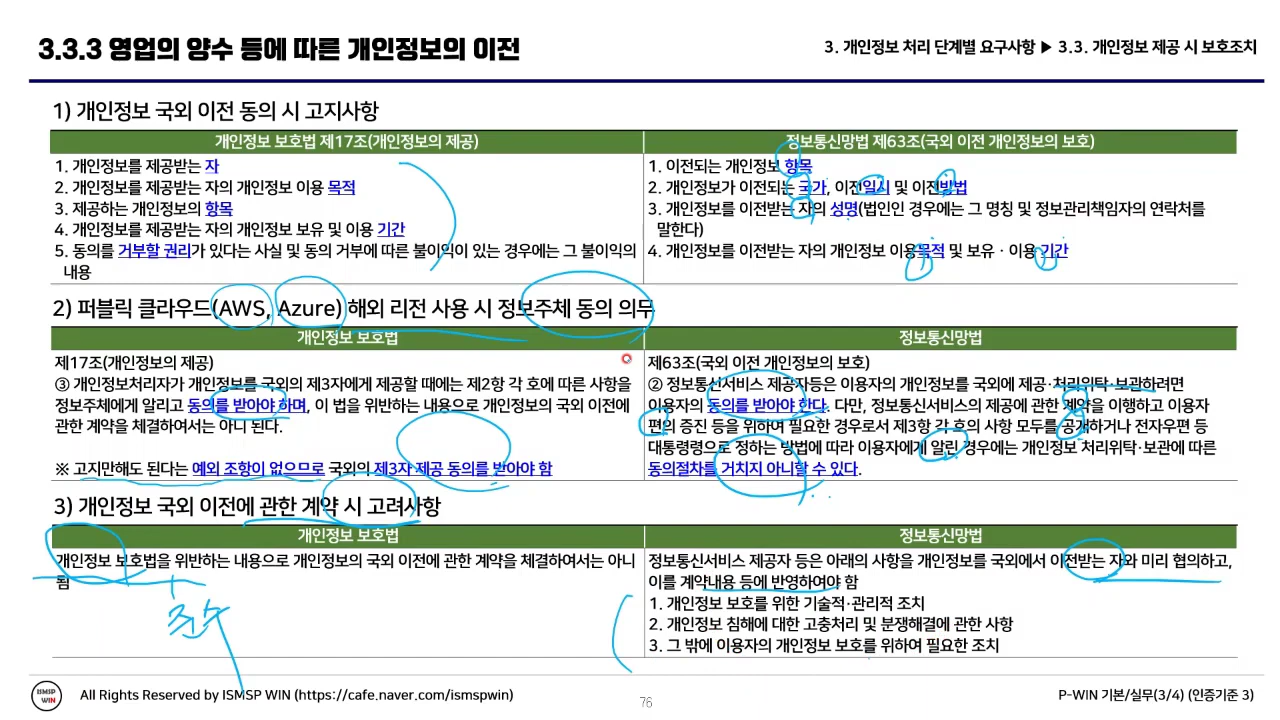 3.3.3 영업의 양수 등에 따른 개인정보의 이전
3. 개인정보 처리 단계별 요구사항 ▶ 3.3. 개인정보 제공 시 보호조치
1) 개인정보 국외 이전 동의 시 고지사항
개인정보 보호법 제17조(개인정보의 제공)
1. 개인정보를 제공받는 자
2. 개인정보를 제공받는 자의 개인정보 이용 목적
3. 제공하는 개인정보의 항목
4. 개인정보를 제공받는 자의 개인정보 보유 및 이용 기간
5. 동의를 거부할 권리가 있다는 사실 및 동의 거부에 따른 불이익이 있는 경우에는 그 불이익의
내용
정보통신망법 제63조(국외 이전 개인정보의 보호)
1. 이전되는 개인정보 항목
2. 개인정보가 이전되는 국가, 이전일시 및 이전방법
3. 개인정보를 이전받는 자의 성명(법인인 경우에는 그 명칭 및 정보관리책임자의 연락처를
말한다)
4. 개인정보를 이전받는 자의 개인정보 이용목적 및 보유 · 이용 기간
2) 퍼블릭 클라우드(AWS, Azure) 해외 리전 사용 시 정보주체 동의 의무
개인정보 보호법
제17조(개인정보의 제공)
③ 개인정보처리자가 개인정보를 국외의 제3자에게 제공할 때에는 제2항 각 호에 따른 사항을
정보주체에게 알리고 동의를 받아야 하며, 이 법을 위반하는 내용으로 개인정보의 국외 이전에
관한 계약을 체결하여서는 아니 된다.
※ 고지만해도 된다는 예외 조항이 없으므로 국외의 제3자 제공 동의를 받아야 함
정보통신망법
제63조(국외 이전 개인정보의 보호)
② 정보통신서비스 제공자등은 이용자의 개인정보를 국외에 제공·처리위탁·보관하려면
이용자의 동의를 받아야 한다. 다만, 정보통신서비스의 제공에 관한 계약을 이행하고 이용자
편의 증진 등을 위하여 필요한 경우로서 제3항 각 호의 사항 모두를 공개하거나 전자우편 등
대통령령으로 정하는 방법에 따라 이용자에게 알린 경우에는 개인정보 처리위탁·보관에 따른
동의절차를 거치지 아니할 수 있다.
3) 개인정보 국외 이전에 관한 계약 시 고려사항
개인정보 보호법
개인정보 보호법을 위반하는 내용으로 개인정보의 국외 이전에 관한 계약을 체결하여서는 아니
됨
준수
정보통신망법
정보통신서비스 제공자 등은 아래의 사항을 개인정보를 국외에서 이전받는 자와 미리 협의하고,
이를 계약내용 등에 반영하여야 함
1. 개인정보 보호를 위한 기술적·관리적 조치
2. 개인정보 침해에 대한 고충처리 및 분쟁해결에 관한 사항
3. 그 밖에 이용자의 개인정보 보호를 위하여 필요한 조치
ISMSP
WIN
All Rights Reserved by ISMSP WIN (https://cafe.naver.com/ismspwin)
76
P-WIN 기본/실무(3/4) (인증기준 3)